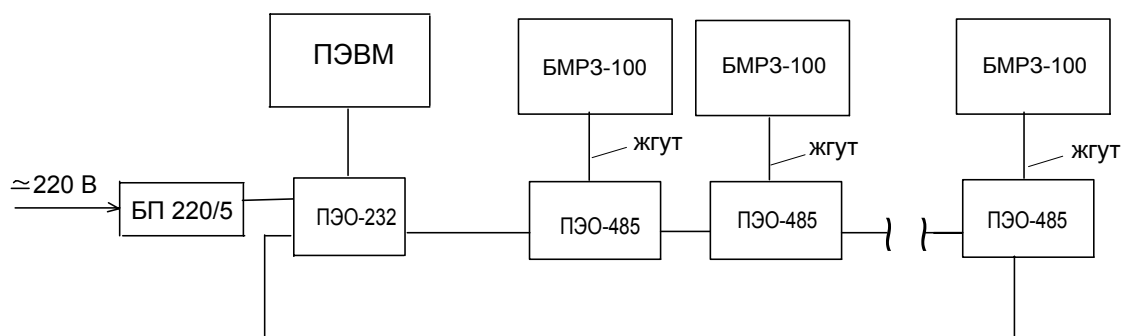 ПЭВМ
БМРЗ-100
БМРЗ-100
БМРЗ-100
жгут
жгут
жгут
≃220 В
БП 220/5
ПЭО-232
ПЭО-485
ПЭО-485
ПЭО-485